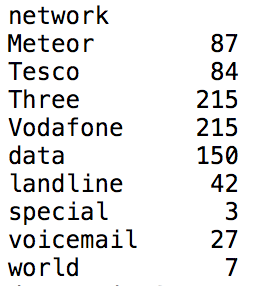 network
Meteor 87
Tesco 84
Three 215
Vodafone 215
data 150
landline 42
special 3
voicemail 27
world 7